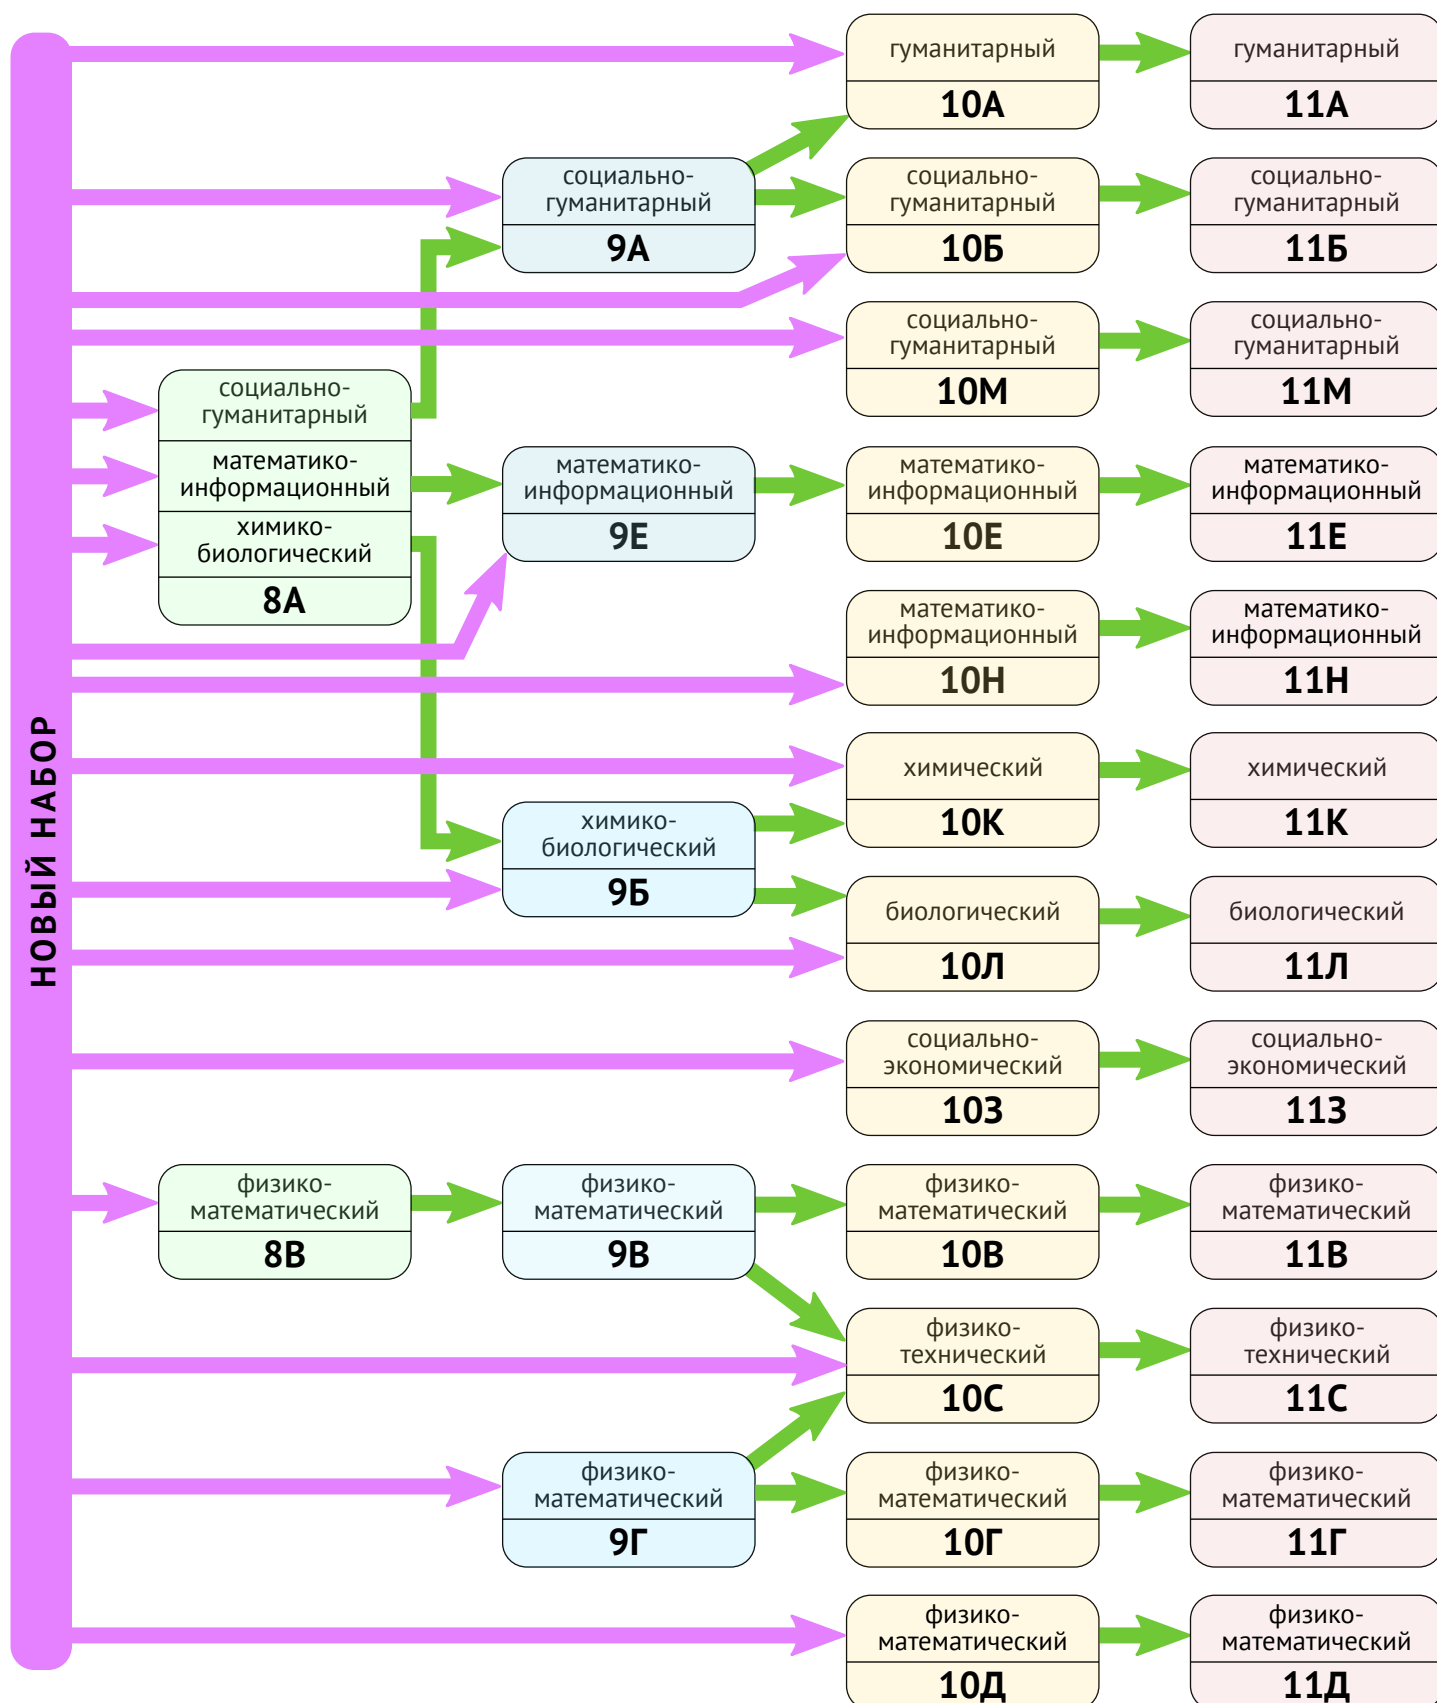 НОВЫЙ НАБОР
гуманитарный
10А
гуманитарный
11А
социально-
гуманитарный
9А
социально-
гуманитарный
10Б
социально-
гуманитарный
11Б
социально-
гуманитарный
10М
социально-
гуманитарный
11М
социально-
гуманитарный
математико-
информационный
химико-
биологический
8А
математико-
информационный
9Е
математико-
информационный
10Е
математико-
информационный
11Е
математико-
информационный
10Н
математико-
информационный
11Н
химический
10К
химический
11К
химико-
биологический
9Б
биологический
10Л
биологический
11Л
социально-
экономический
10З
социально-
экономический
11З
физико-
математический
8В
физико-
математический
9В
физико-
математический
10В
физико-
математический
11В
физико-
технический
10С
физико-
технический
11С
физико-
математический
9Г
физико-
математический
10Г
физико-
математический
11Г
физико-
математический
10Д
физико-
математический
11Д